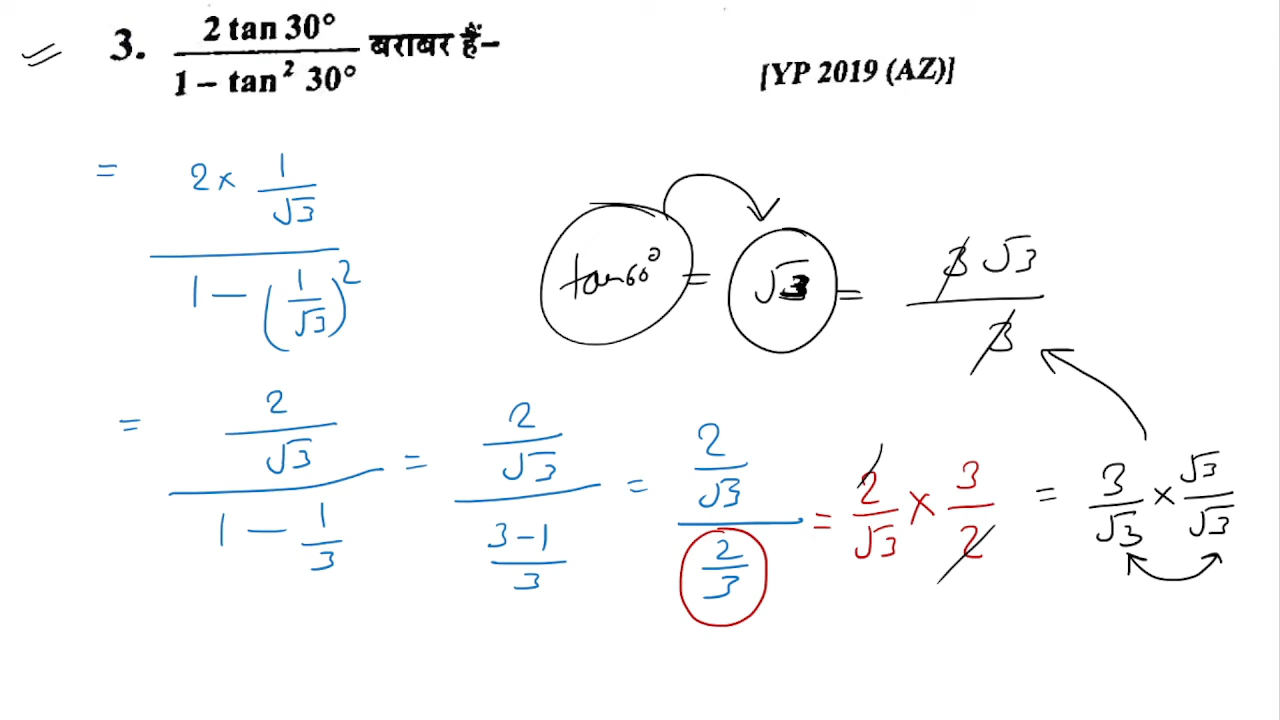 3. 2 tan 30° / 1 – tan² 30° बराबर हैं–
[YP 2019 (AZ)]
= 2 × 1/√3 / 1 – (1/√3)²
tan60° = √3 = 3√3 / 3
= 2/√3 / 1 – 1/3 = 2/√3 / 3–1/3 = 2/√3 / 2/3 = 2/√3 × 3/2 = 3/√3 × √3/√3